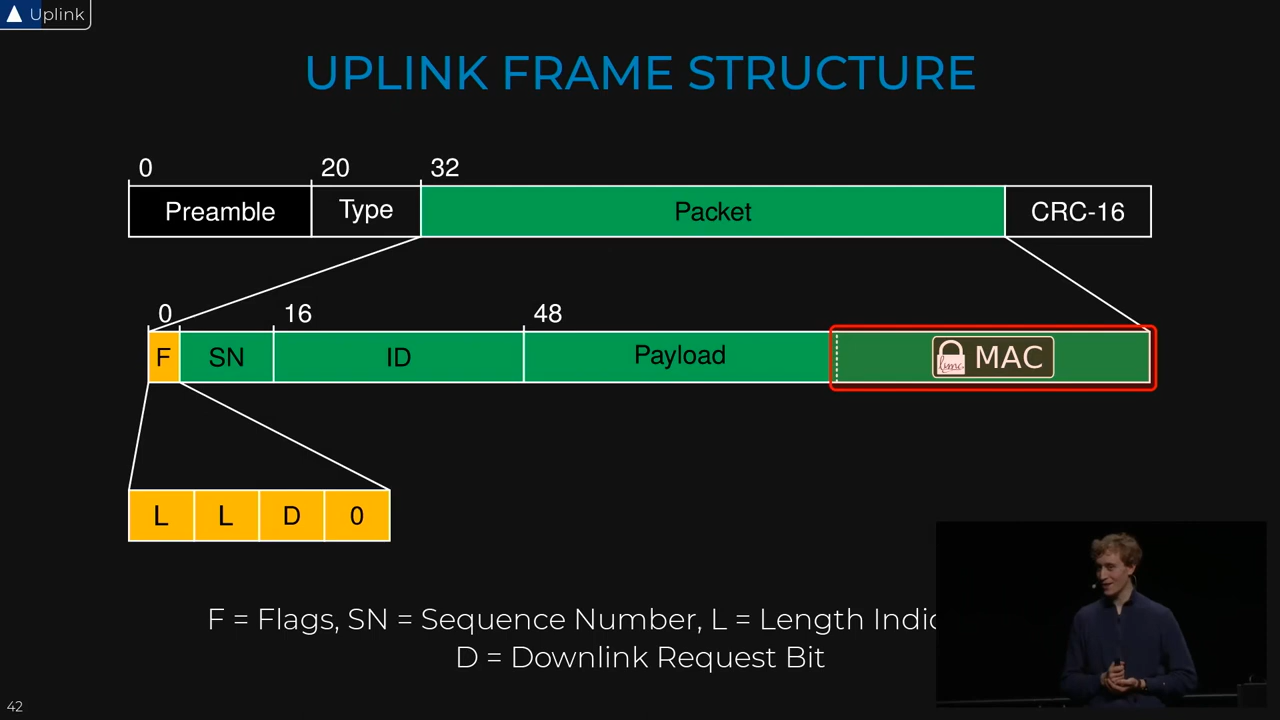 Uplink
UPLINK FRAME STRUCTURE
0 20 32
Preamble Type Packet CRC-16
0 16 48
F SN ID Payload MAC
L L D 0
F = Flags, SN = Sequence Number, L = Length
D = Downlink Request Bit
42